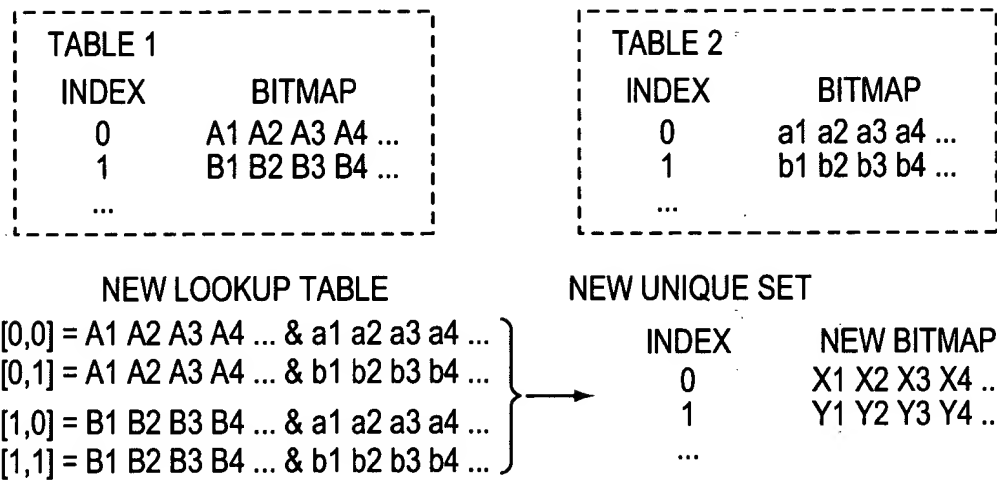 TABLE 1
INDEX BITMAP
0 A1 A2 A3 A4 ...
1 B1 B2 B3 B4 ...
...
TABLE 2
INDEX BITMAP
0 a1 a2 a3 a4 ...
1 b1 b2 b3 b4 ...
...
NEW LOOKUP TABLE
[0,0] = A1 A2 A3 A4 ... & a1 a2 a3 a4 ...
[0,1] = A1 A2 A3 A4 ... & b1 b2 b3 b4 ...
[1,0] = B1 B2 B3 B4 ... & a1 a2 a3 a4 ...
[1,1] = B1 B2 B3 B4 ... & b1 b2 b3 b4 ...
NEW UNIQUE SET
INDEX NEW BITMAP
0 X1 X2 X3 X4 ..
1 Y1 Y2 Y3 Y4 ..
...